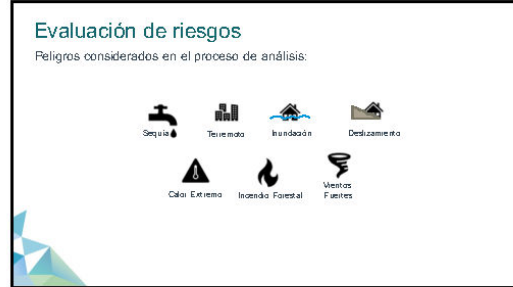 Evaluación de riesgos
Peligros considerados en el proceso de análisis:
Sequía
Terremoto
Inundación
Deslizamiento
Calor Extremo
Incendio Forestal
Vientos
Fuertes